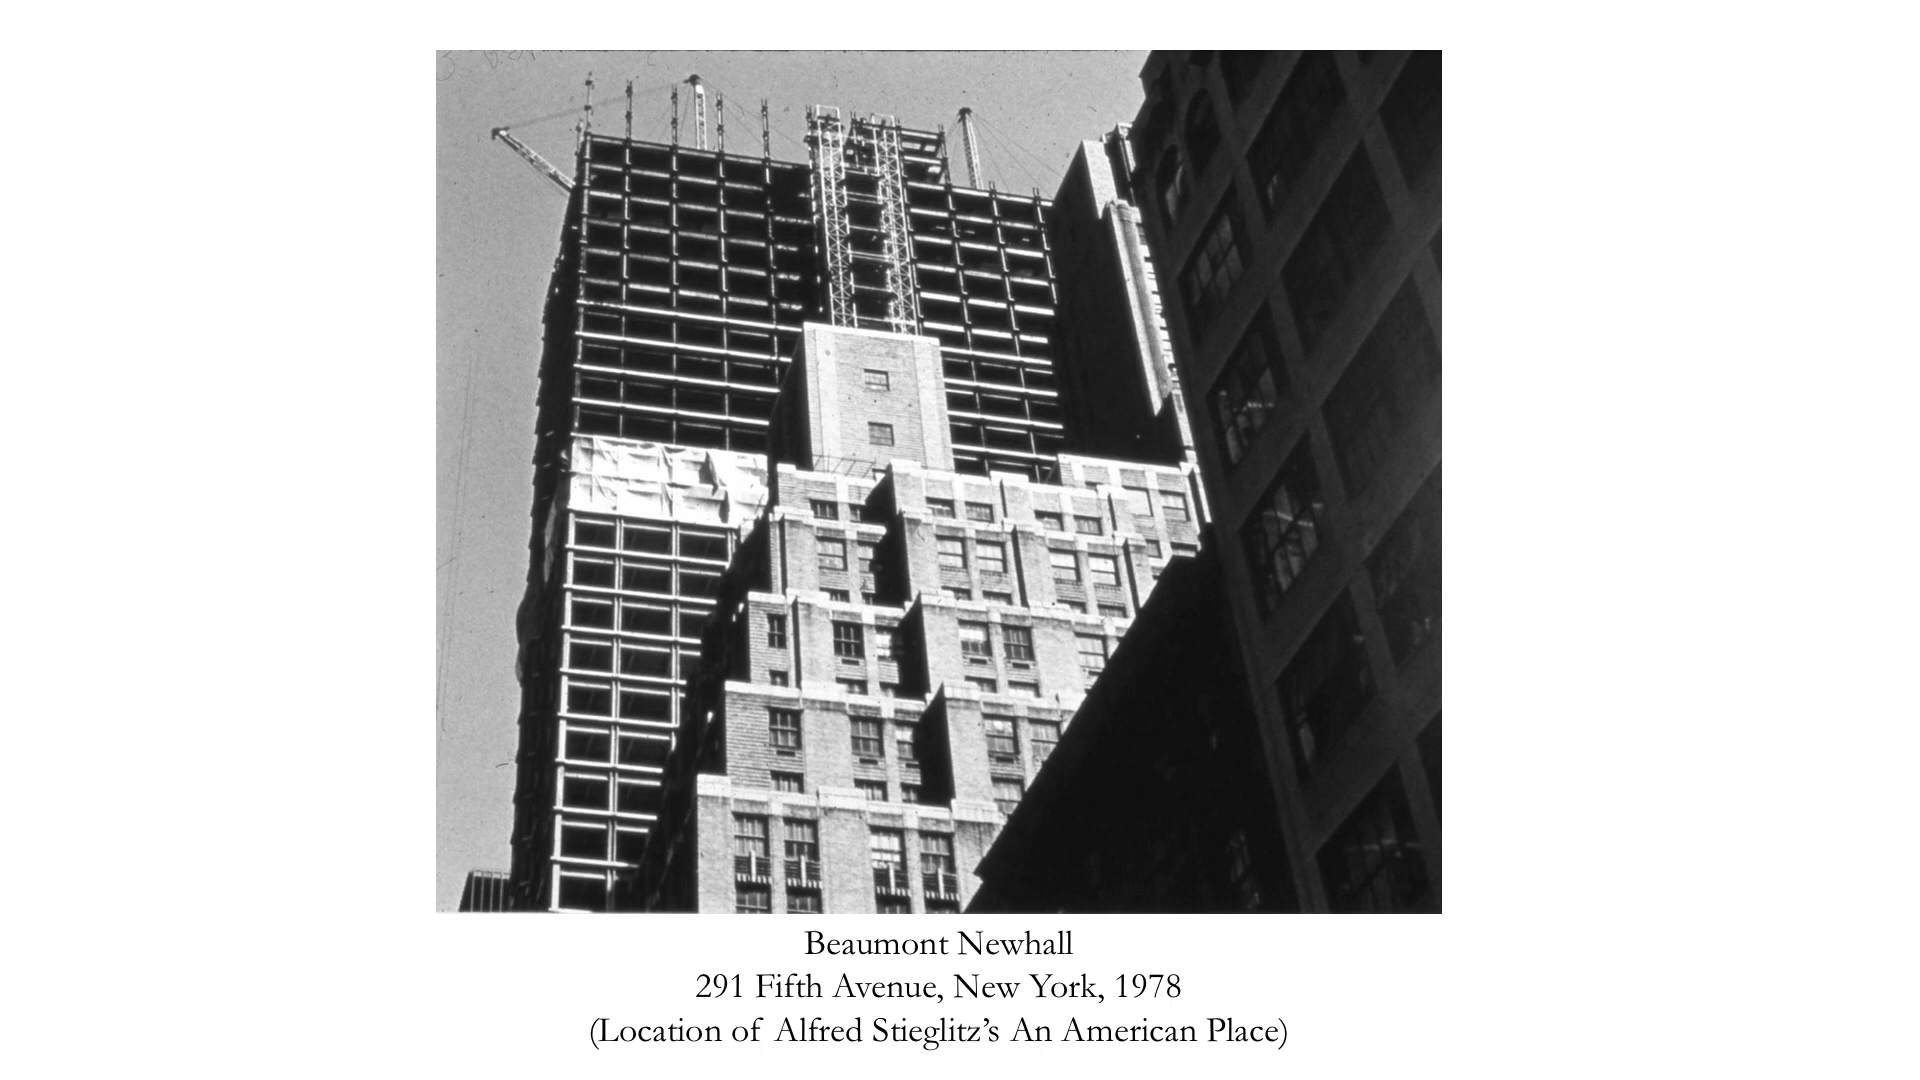 Beaumont Newhall
291 Fifth Avenue, New York, 1978
(Location of Alfred Stieglitz’s An American Place)